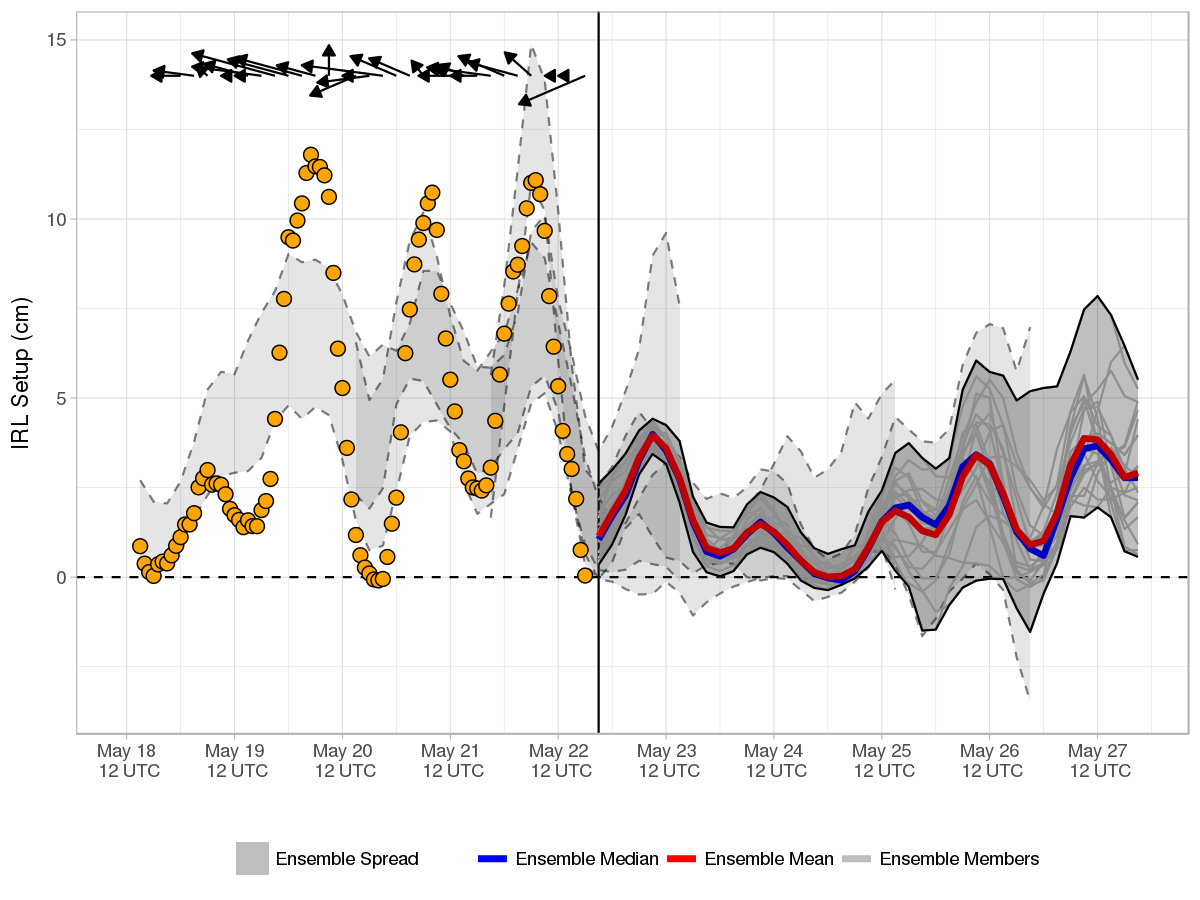 15
10
5
0
IRL Setup (cm)
May 18 May 19 May 20 May 21 May 22 May 23 May 24 May 25 May 26 May 27
12 UTC 12 UTC 12 UTC 12 UTC 12 UTC 12 UTC 12 UTC 12 UTC 12 UTC 12 UTC
Ensemble Spread Ensemble Median Ensemble Mean Ensemble Members